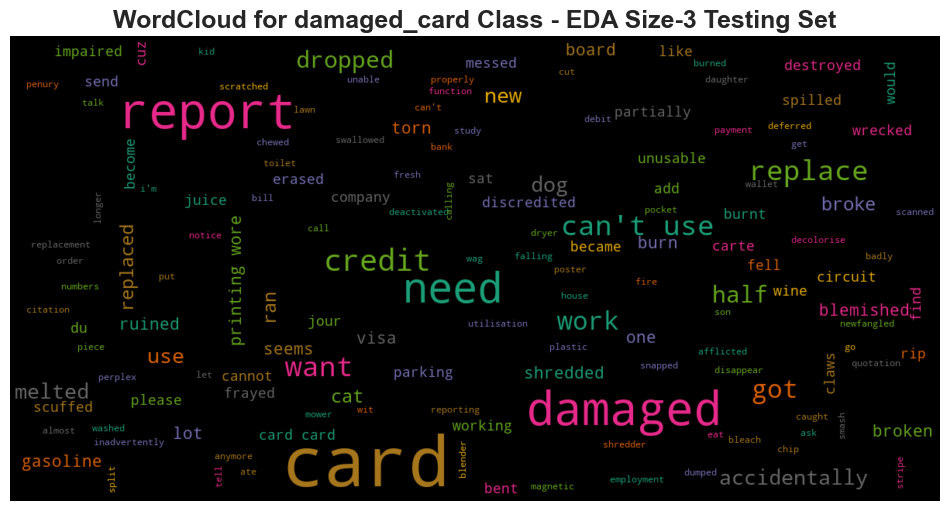 WordCloud for damaged_card Class - EDA Size-3 Testing Set
impaired
cuz
kid
dropped
messed
board
like
destroyed
would
penury
send
scratched
unable
properly
function
new
cut
burned
daughter
spilled
talk
report
lawn
can't
torn
study
bank
debit
partially
payment
deferred
wrecked
get
become
chewed
swallowed
toilet
unusable
replace
i'm
erased
fresh
sat
dog
add
wallet
longer
juice
bill
company
deactivated
calling
discredited
pocket
burnt
broke
scanned
notice
call
can't use
replacement
order
replaced
printing wore
credit
dryer
became
burn
carte
decolorise
put
wag
falling
poster
fell
badly
numbers
ran
need
house
fire
half
wine
circuit
citation
du
ruined
jour
visa
utilisation
work
one
son
blemished
find
newfangled
piece
use
seems
plastic
afflicted
go
rip
perplex
let
want
parking
shredded
snapped
disappear
quotation
melted
cannot
frayed
cat
got
claws
scuffed
please
mower
wit
reporting
damaged
caught
smash
almost
washed
inadvertently
lot
card card
working
shredder
eat
bleach
ask
broken
gasoline
anymore
ate
card
blender
chip
split
tell
bent
magnetic
employment
dumped
accidentally
stripe